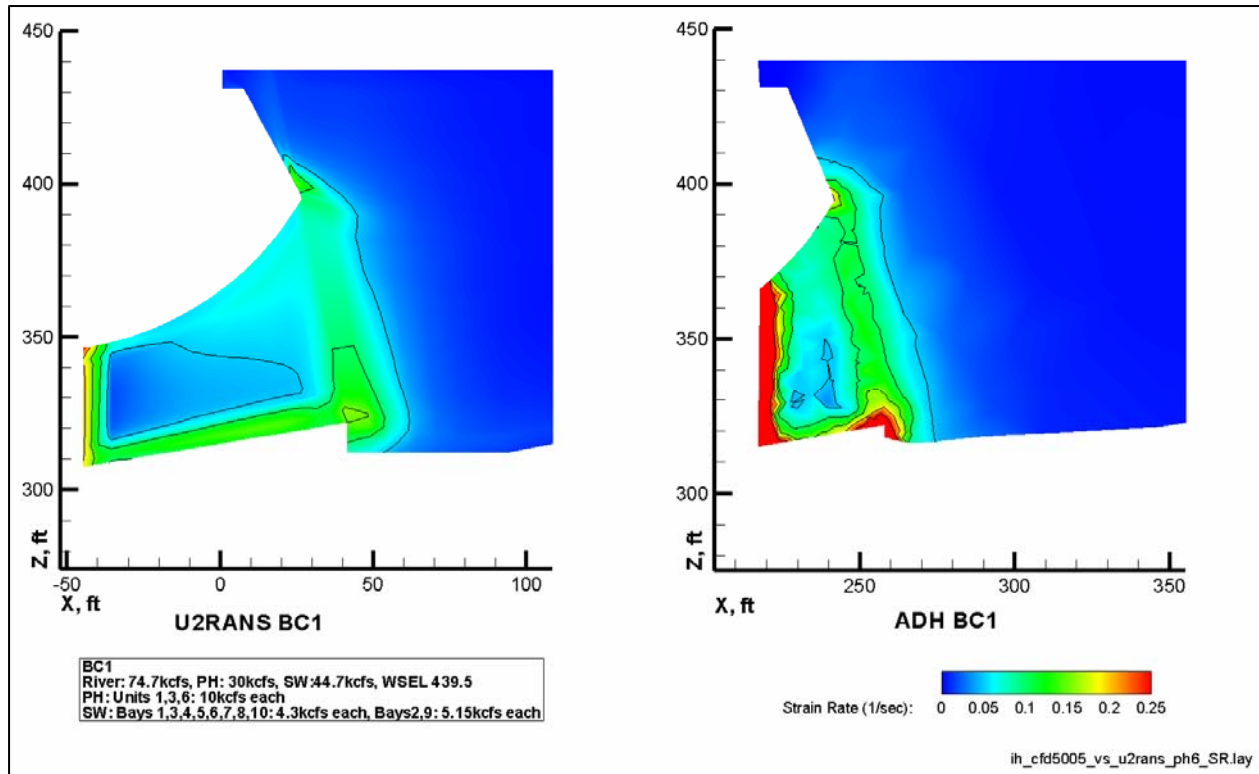 450
400
350
300
Z, ft
-50 0 50 100
X, ft
U2RANS BC1
450
400
350
300
Z, ft
250 300 350
X, ft
ADH BC1
BC1
River: 74.7kcfs, PH: 30kcfs, SW:44.7kcfs, WSEL 439.5
PH: Units 1,3,6: 10kcfs each
SW: Bays 1,3,4,5,6,7,8,10: 4.3kcfs each, Bays2,9: 5.15kcfs each
Strain Rate (1/sec): 0 0.05 0.1 0.15 0.2 0.25
ih_cfd5005_vs_u2rans_ph6_SR.lay